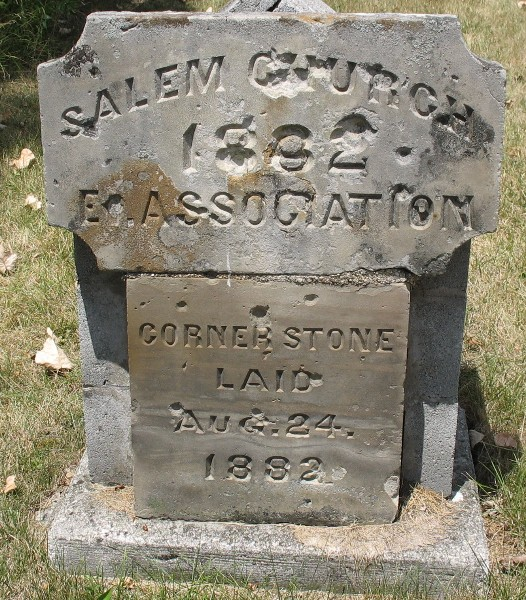 SALEM CHURCH
1882
EV. ASSOCIATION
CORNER STONE
LAID
AUG. 24.
1882